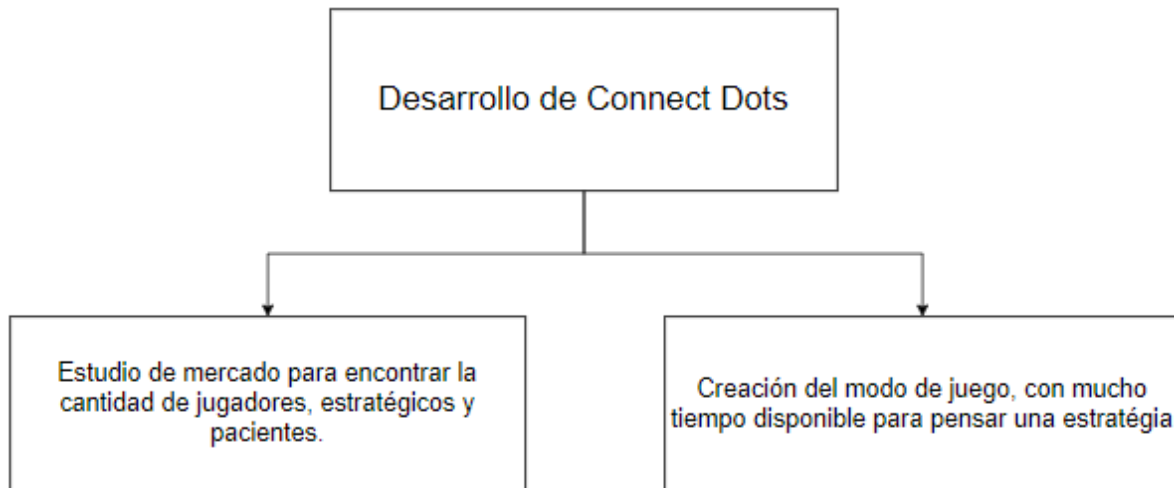 Desarrollo de Connect Dots
Estudio de mercado para encontrar la
cantidad de jugadores, estratégicos y
pacientes.
Creación del modo de juego, con mucho
tiempo disponible para pensar una estratégia